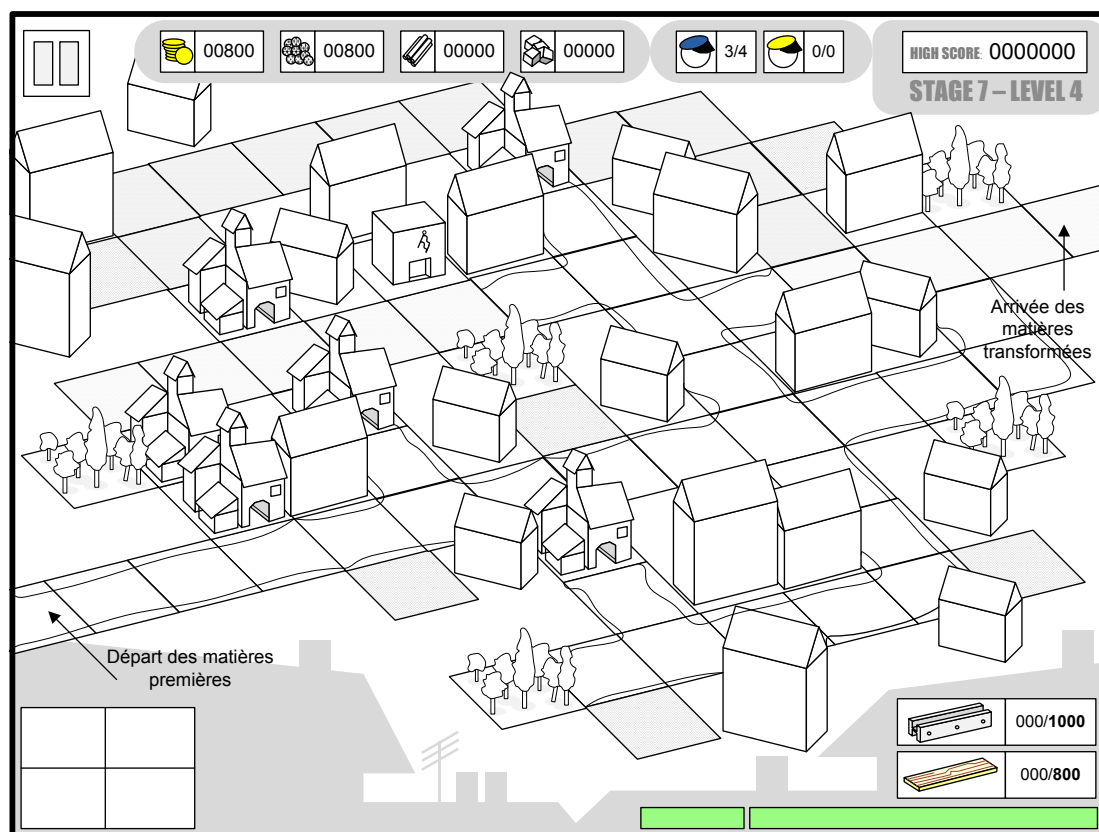 00800
00800
00000
00000
3/4
0/0
HIGH SCORE: 0000000
STAGE 7 – LEVEL 4
Arrivée des
matières
transformées
Départ des matières
premières
000/1000
000/800